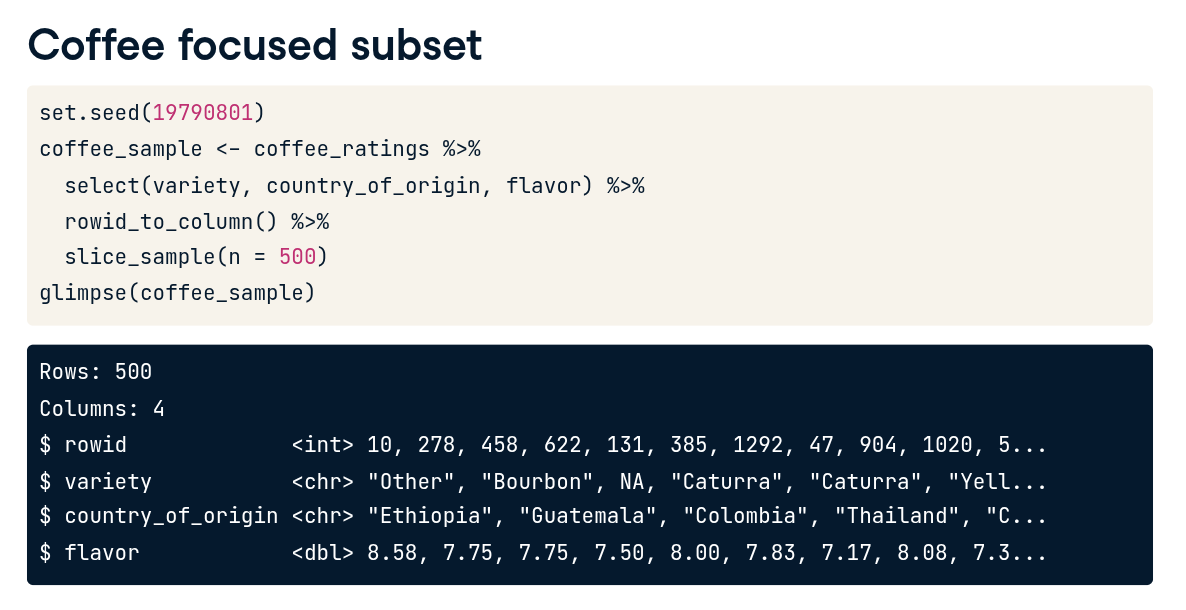 Coffee focused subset
set.seed(19790801)
coffee_sample <- coffee_ratings %>%
  select(variety, country_of_origin, flavor) %>%
  rowid_to_column() %>%
  slice_sample(n = 500)
glimpse(coffee_sample)
Rows: 500
Columns: 4
$ rowid             <int> 10, 278, 458, 622, 131, 385, 1292, 47, 904, 1020, 5...
$ variety           <chr> "Other", "Bourbon", NA, "Caturra", "Caturra", "Yell...
$ country_of_origin <chr> "Ethiopia", "Guatemala", "Colombia", "Thailand", "C...
$ flavor            <dbl> 8.58, 7.75, 7.75, 7.50, 8.00, 7.83, 7.17, 8.08, 7.3...